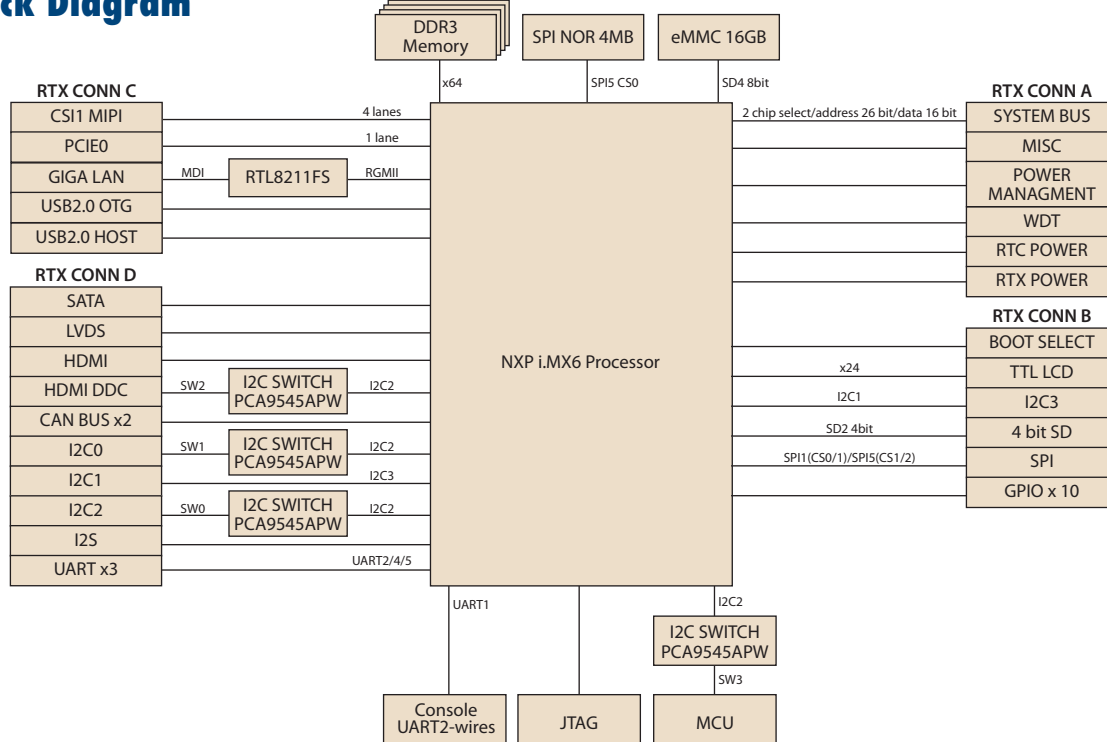 ck Diagram
DDR3
Memory
SPI NOR 4MB
eMMC 16GB
x64
SPI5 CS0
SD4 8bit
RTX CONN C
CSI1 MIPI
4 lanes
PCIE0
1 lane
GIGA LAN
MDI
RTL8211FS
RGMII
USB2.0 OTG
USB2.0 HOST
RTX CONN D
SATA
LVDS
HDMI
HDMI DDC
SW2
I2C SWITCH
PCA9545APW
I2C2
CAN BUS x2
I2C0
SW1
I2C SWITCH
PCA9545APW
I2C2
I2C1
I2C3
I2C2
SW0
I2C SWITCH
PCA9545APW
I2C2
I2S
UART x3
UART2/4/5
NXP i.MX6 Processor
RTX CONN A
2 chip select/address 26 bit/data 16 bit
SYSTEM BUS
MISC
POWER
MANAGMENT
WDT
RTC POWER
RTX POWER
RTX CONN B
BOOT SELECT
x24
TTL LCD
I2C1
I2C3
SD2 4bit
4 bit SD
SPI1(CS0/1)/SPI5(CS1/2)
SPI
GPIO x 10
UART1
I2C2
I2C SWITCH
PCA9545APW
SW3
Console
UART2-wires
JTAG
MCU